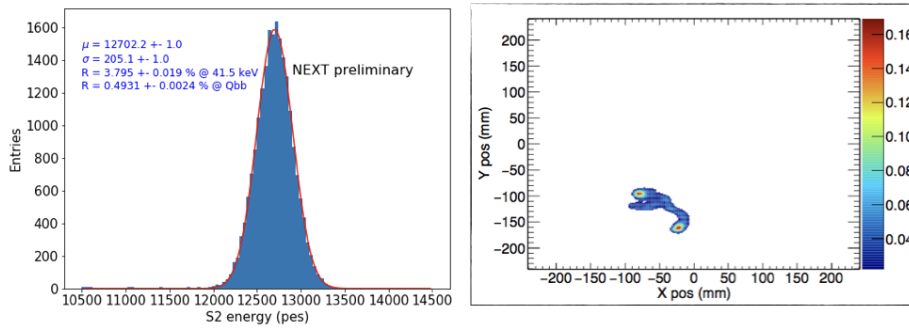 μ = 12702.2 +- 1.0
σ = 205.1 +- 1.0
R = 3.795 +- 0.019 % @ 41.5 keV
R = 0.4931 +- 0.0024 % @ Qbb
NEXT preliminary
Entries
1600
1400
1200
1000
800
600
400
200
0
10500 11000 11500 12000 12500 13000 13500 14000 14500
S2 energy (pes)
Y pos (mm)
200
150
100
50
0
−50
−100
−150
−200
−200 −150 −100 −50 0 50 100 150 200
X pos (mm)
0.16
0.14
0.12
0.1
0.08
0.06
0.04